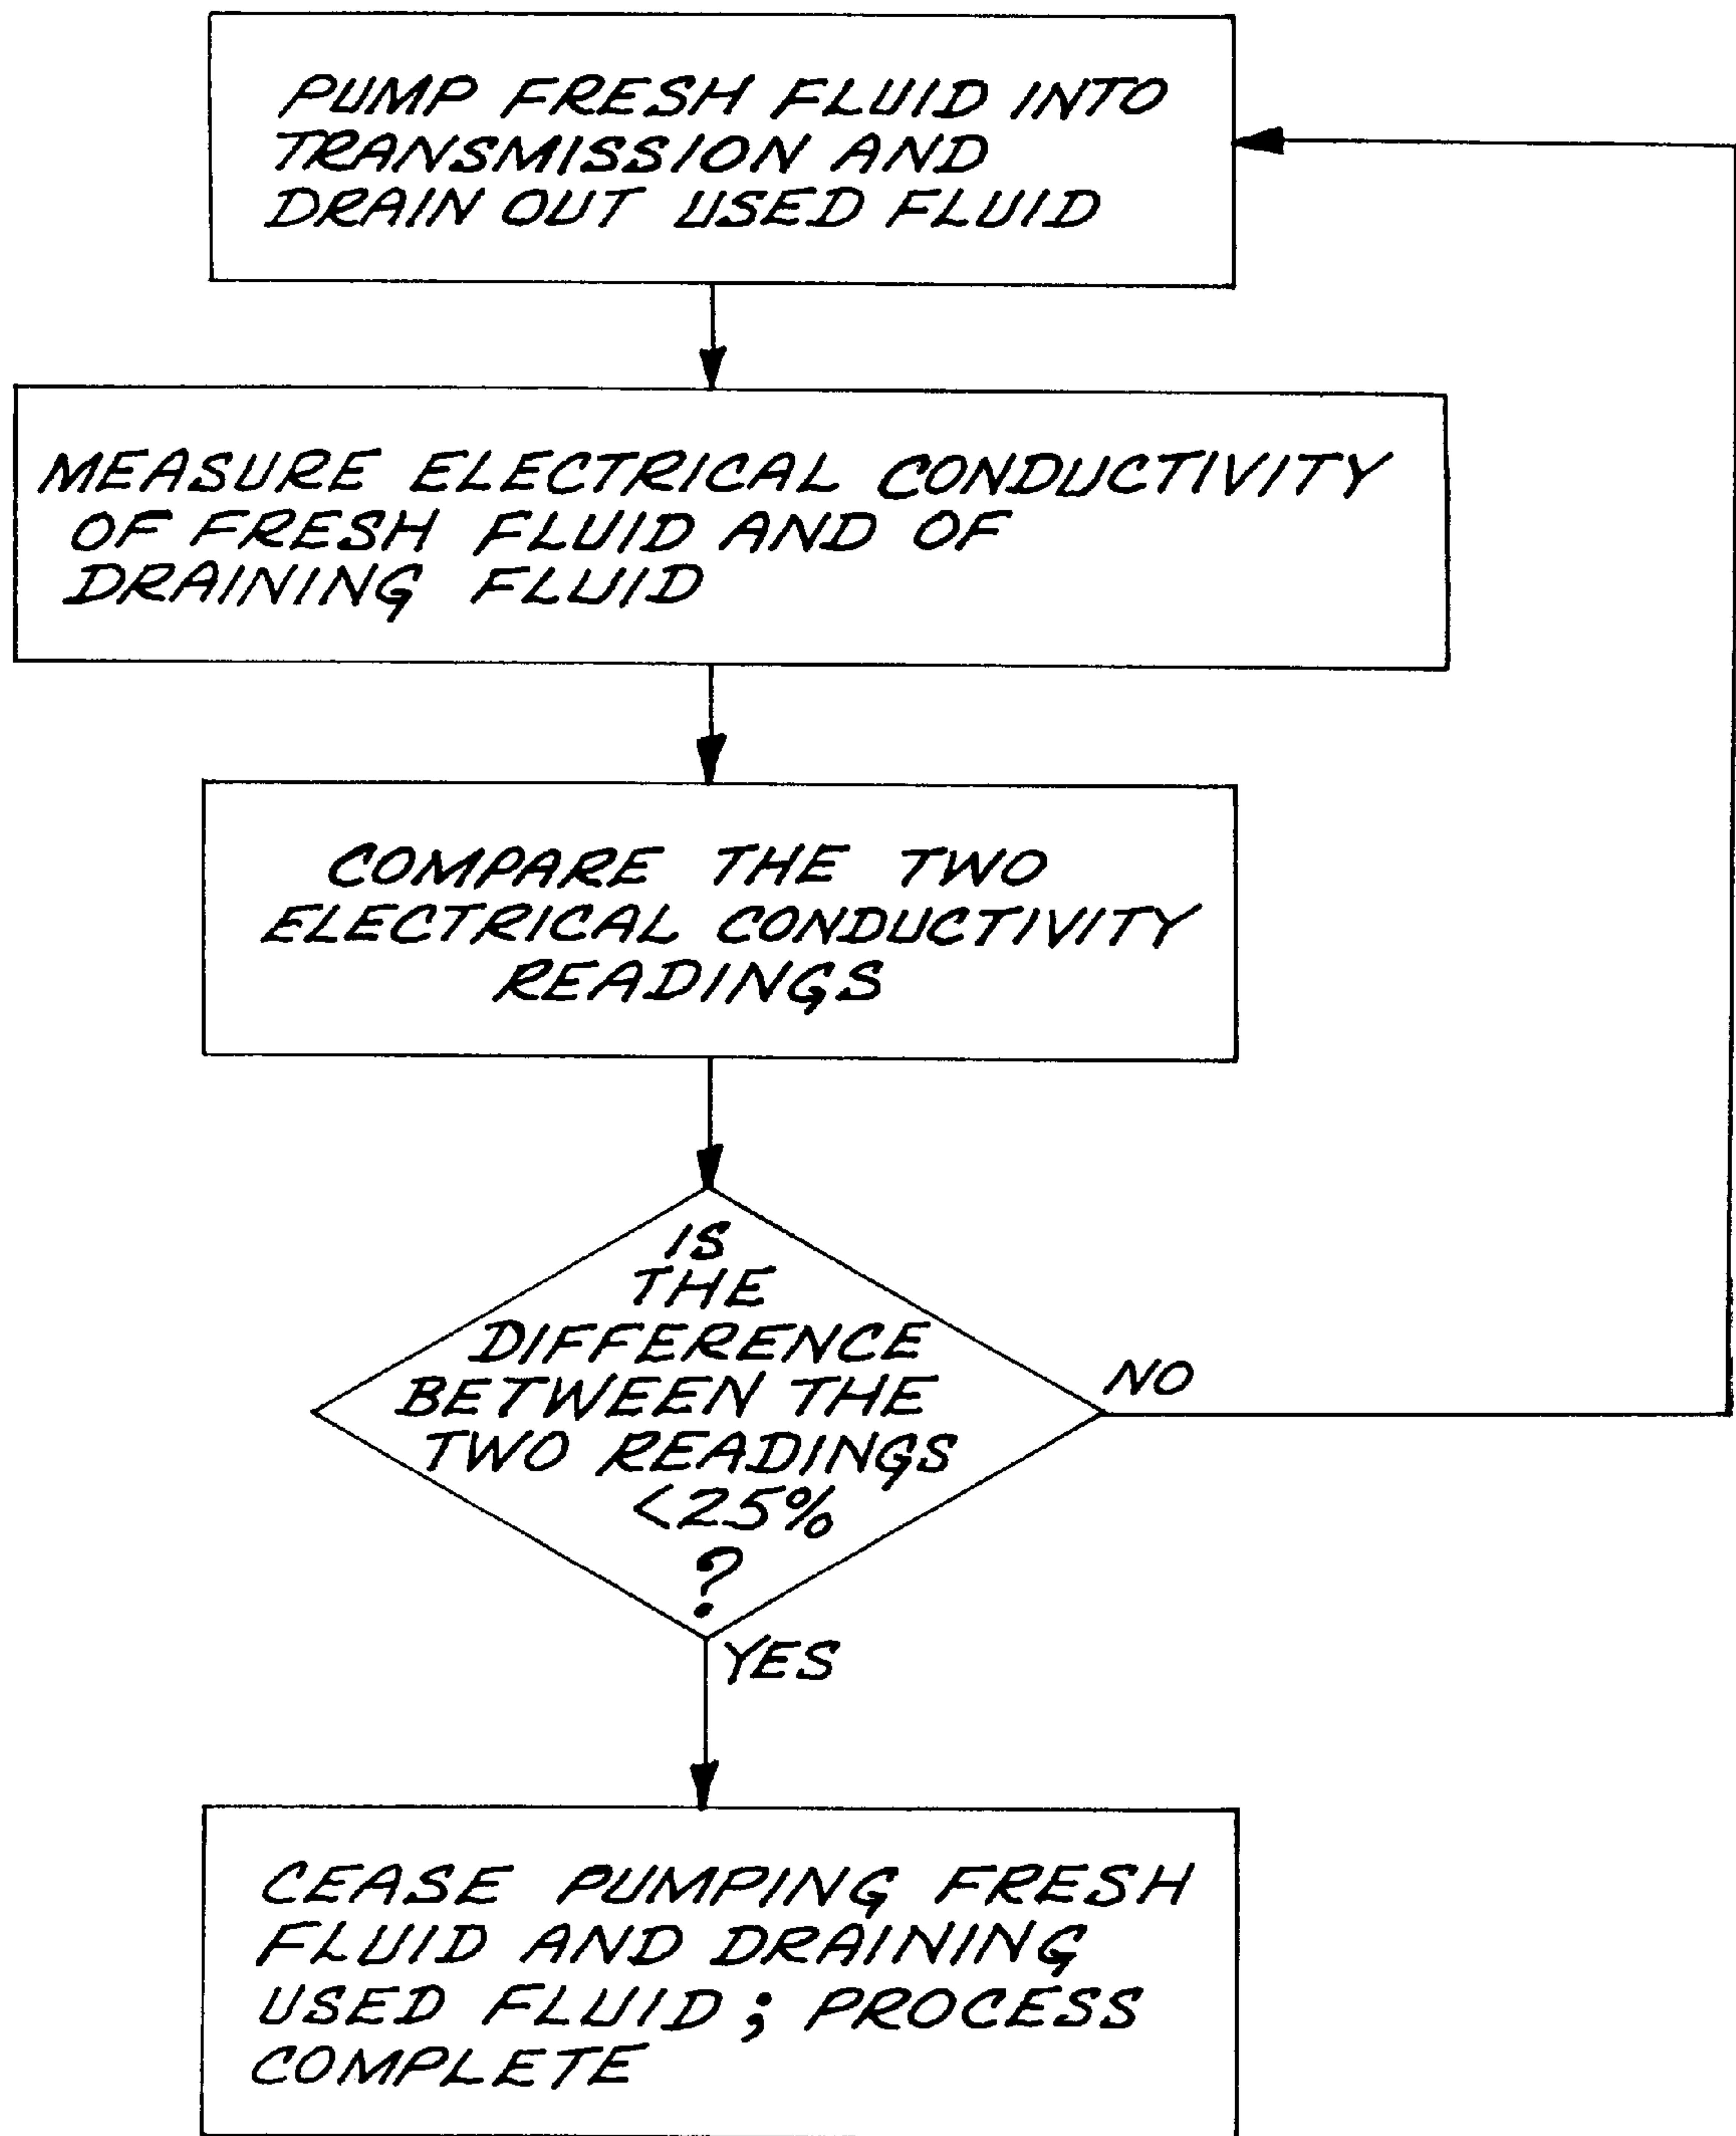 PUMP FRESH FLUID INTO
TRANSMISSION AND
DRAIN OUT USED FLUID
MEASURE ELECTRICAL CONDUCTIVITY
OF FRESH FLUID AND OF
DRAINING FLUID
COMPARE THE TWO
ELECTRICAL CONDUCTIVITY
READINGS
IS
THE
DIFFERENCE
BETWEEN THE
TWO READINGS
<25%
?
NO
YES
CEASE PUMPING FRESH
FLUID AND DRAINING
USED FLUID; PROCESS
COMPLETE